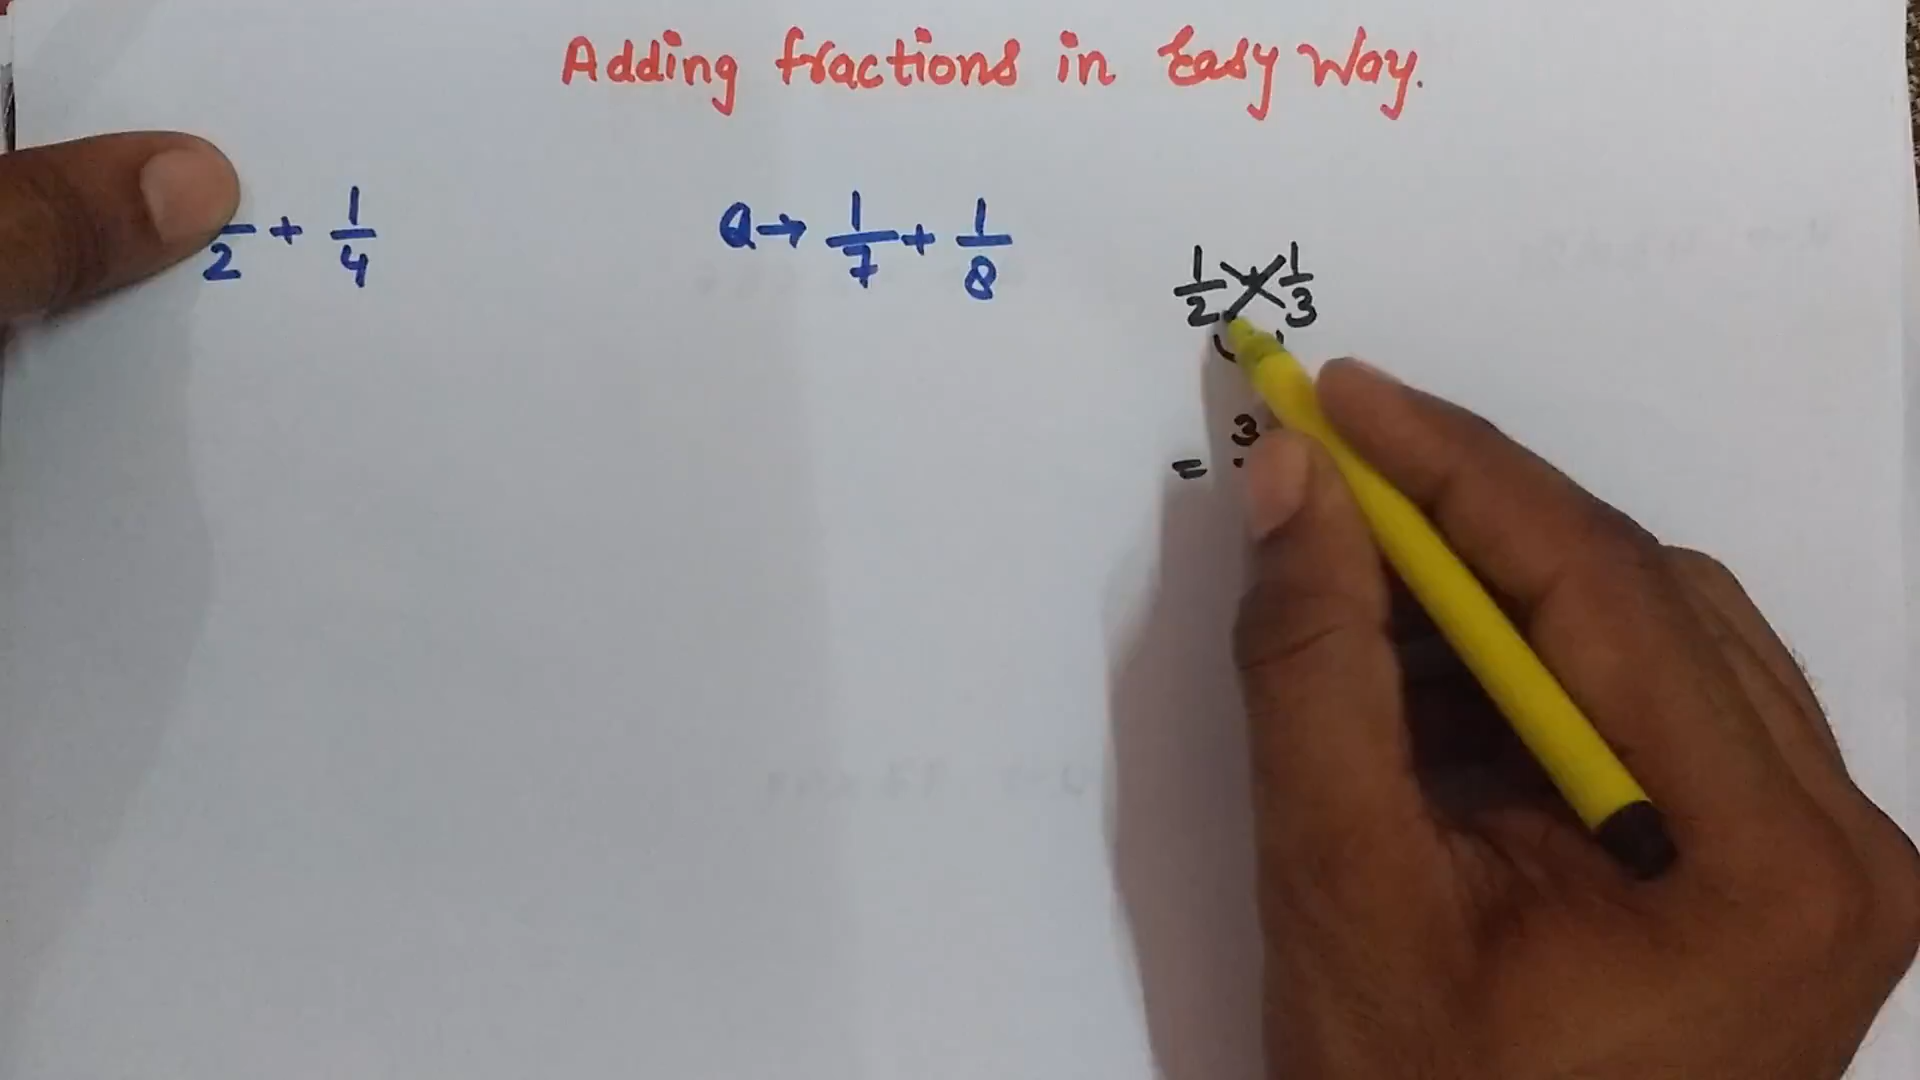 Adding fractions in Easy Way.
2 + 1/4
Q→ 1/7 + 1/8
1/2 + 1/3
= 3